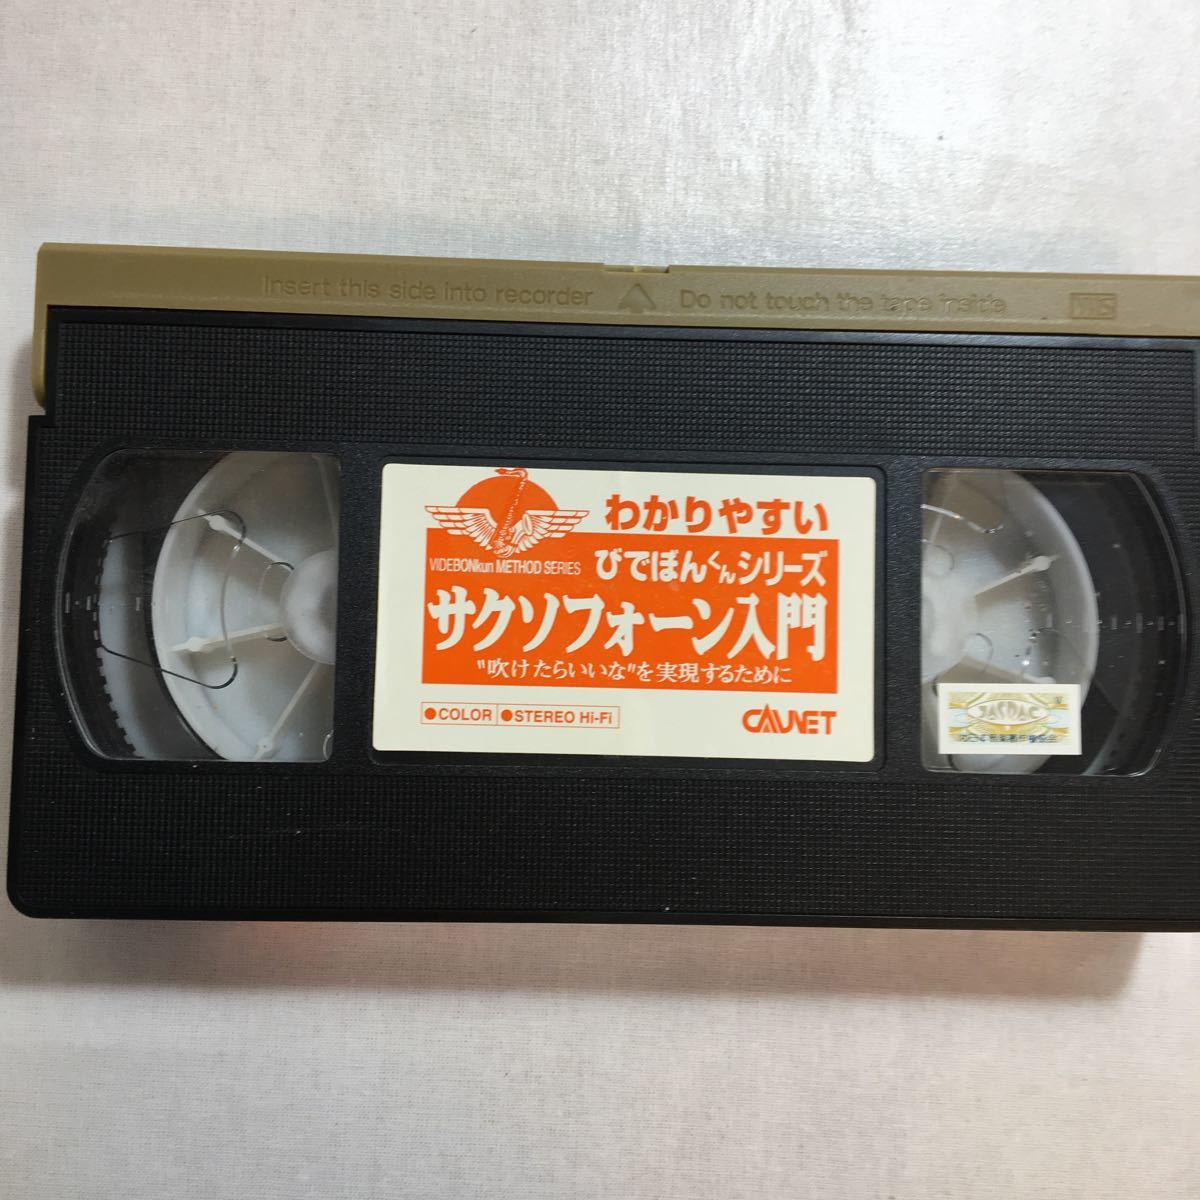 Insert this side into recorder
Do not touch the tape inside
VHS
わかりやすい
VIDEBONkun METHOD SERIES
びでぼんくんシリーズ
サクソフォーン入門
"吹けたらいいな"を実現するために
●COLOR ●STEREO Hi-Fi
CAUNET
JASRAC